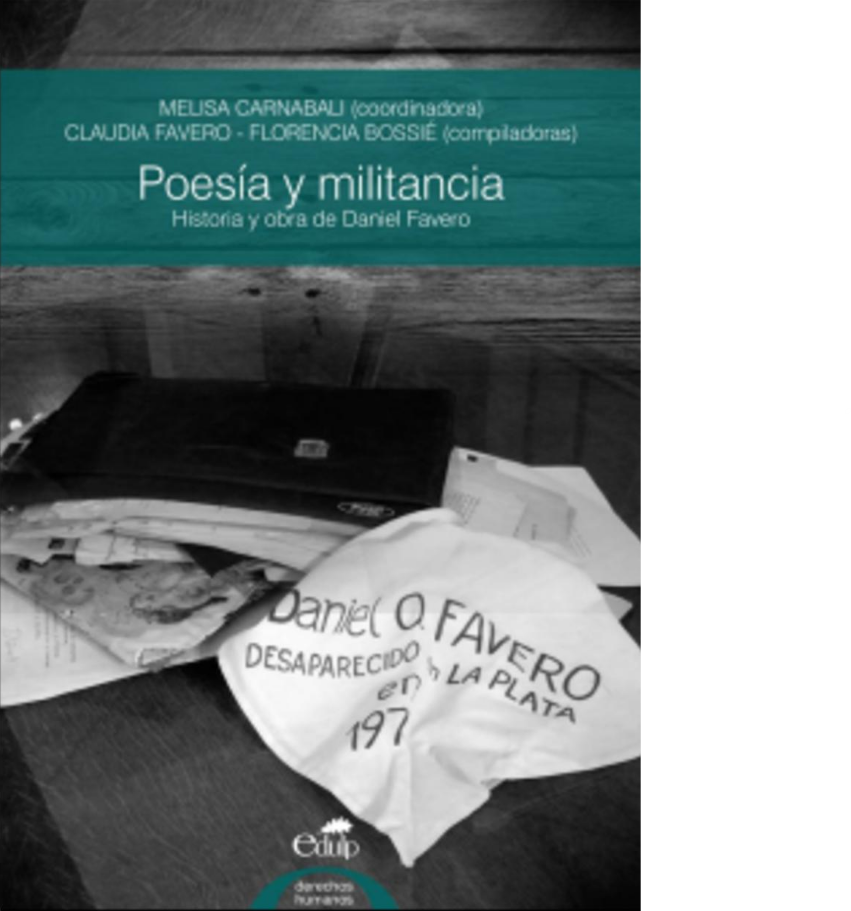 MELISA CARNABALI (coordinadora)
CLAUDIA FAVERO - FLORENCIA BOSSIÉ (compiladoras)
Poesía y militancia
Historia y obra de Daniel Favero
Daniel O. FAVERO
DESAPARECIDO en LA PLATA
en
197
edulp
derechos
humanos